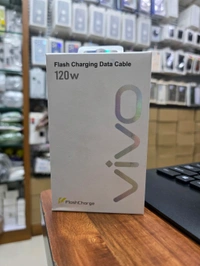 Flash Charging Data Cable
120W
vivo
FlashCharge